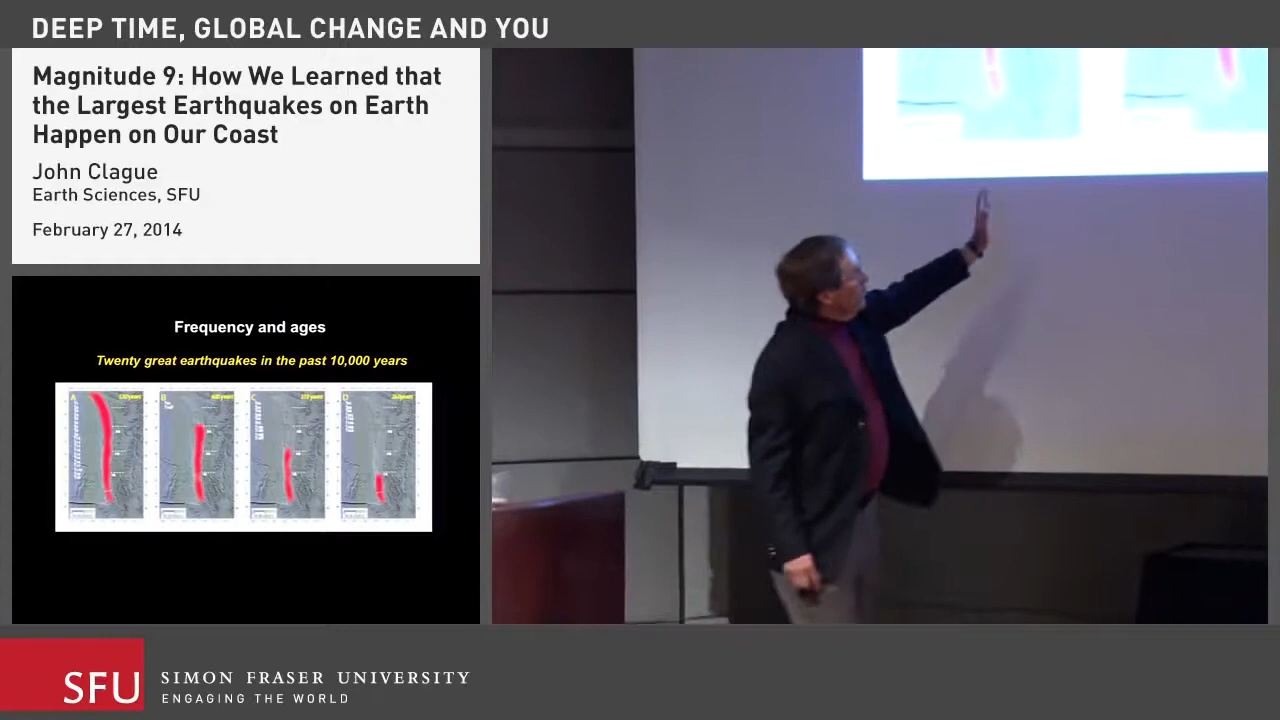 DEEP TIME, GLOBAL CHANGE AND YOU
Magnitude 9: How We Learned that
the Largest Earthquakes on Earth
Happen on Our Coast
John Clague
Earth Sciences, SFU
February 27, 2014
Frequency and ages
Twenty great earthquakes in the past 10,000 years
A
B
C
D
SFU
SIMON FRASER UNIVERSITY
ENGAGING THE WORLD